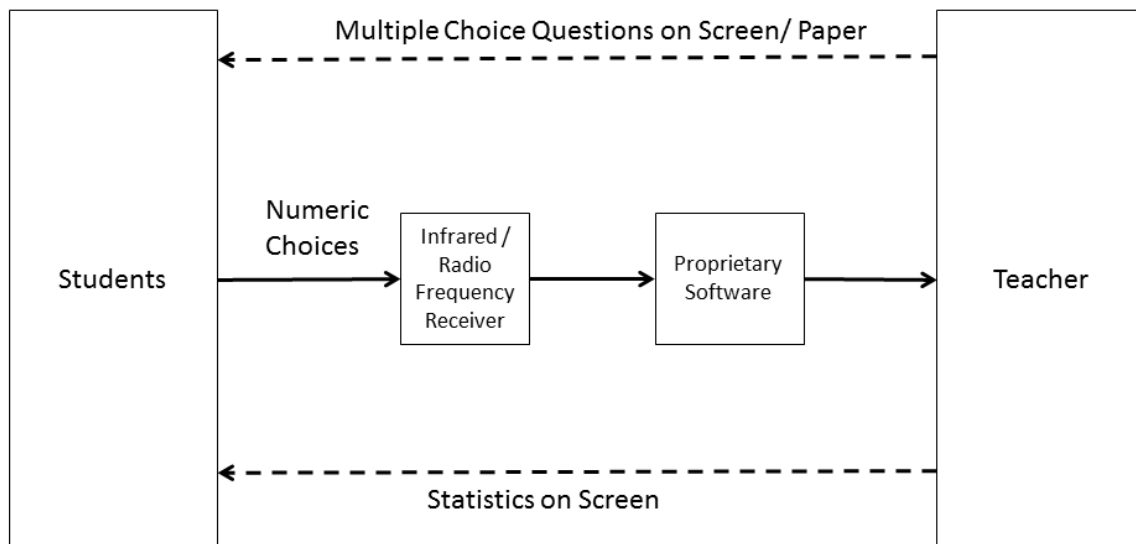 Multiple Choice Questions on Screen/ Paper
Students
Numeric
Choices
Infrared /
Radio
Frequency
Receiver
Proprietary
Software
Teacher
Statistics on Screen